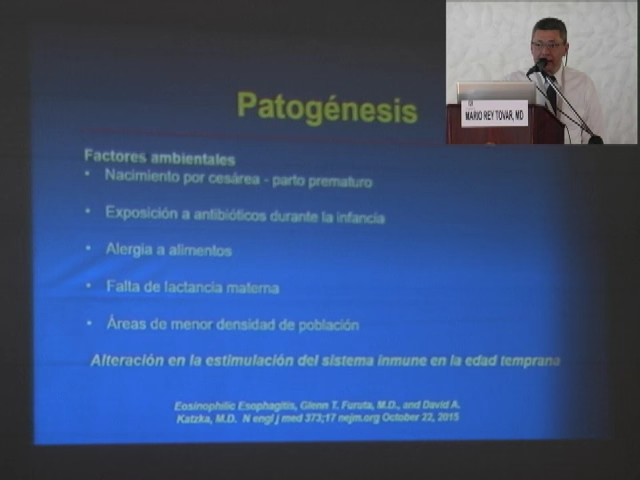 Patogénesis
MARIO REY TOVAR, MD
Factores ambientales
• Nacimiento por cesárea - parto prematuro
• Exposición a antibióticos durante la infancia
• Alergia a alimentos
• Falta de lactancia materna
• Áreas de menor densidad de población
Alteración en la estimulación del sistema inmune en la edad temprana
Eosinophilic Esophagitis, Glenn T. Furuta, M.D., and David A.
Katzka, M.D. N engl j med 373;17 nejm.org October 22, 2015